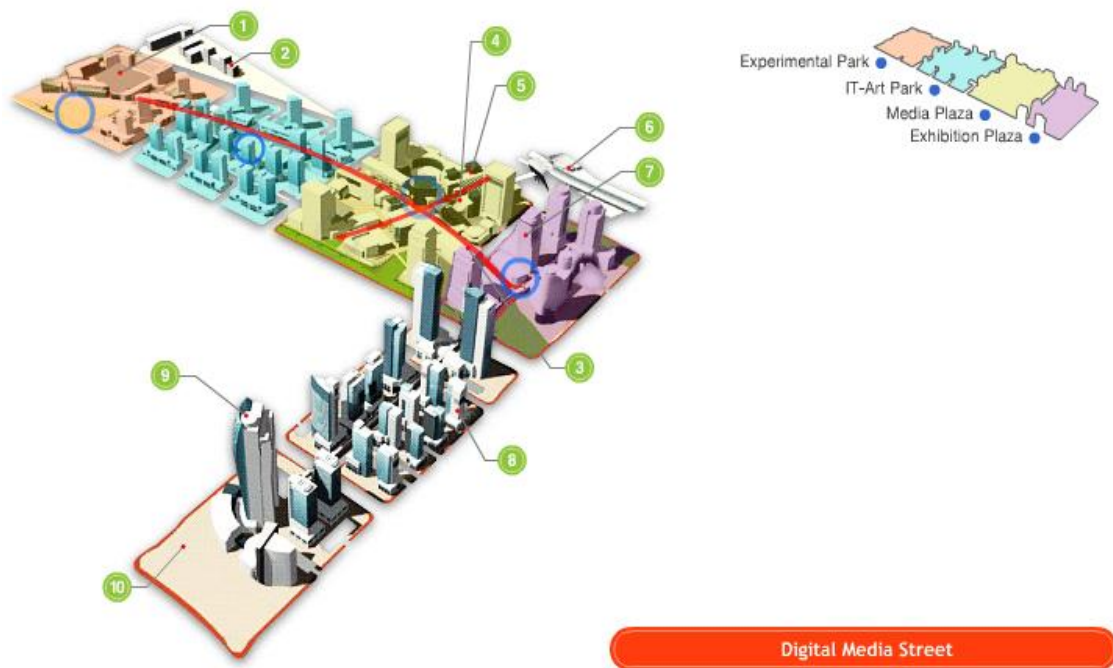 1
2
4
5
6
7
3
8
9
10
Experimental Park
IT-Art Park
Media Plaza
Exhibition Plaza
Digital Media Street